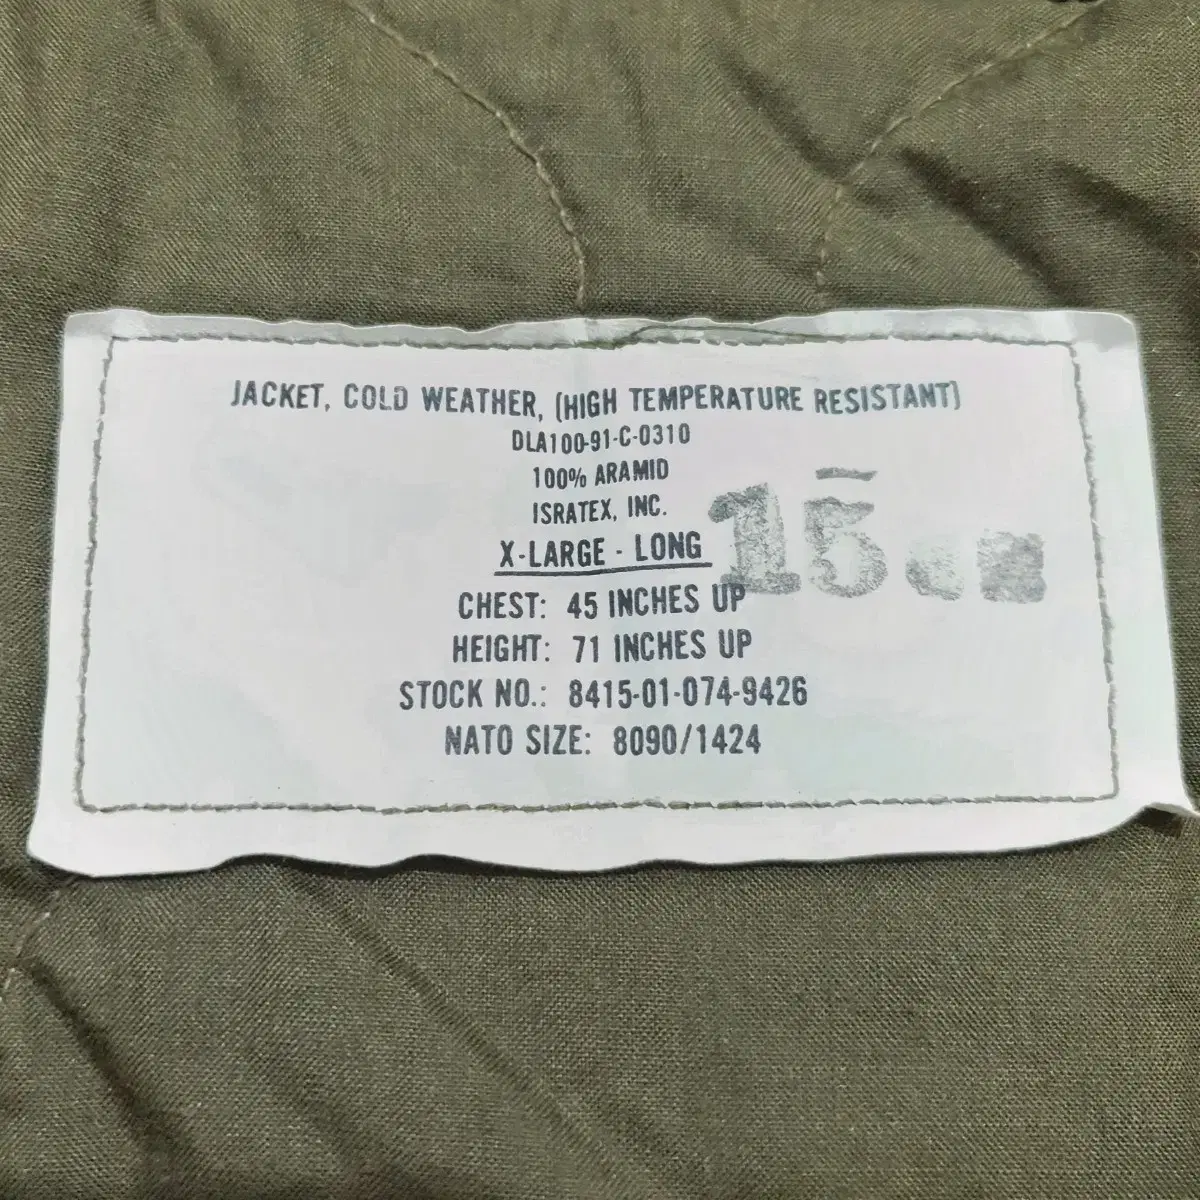 JACKET, COLD WEATHER, (HIGH TEMPERATURE RESISTANT)
DLA100-91-C-0310
100% ARAMID
ISRATEX, INC.
X-LARGE - LONG
15
CHEST: 45 INCHES UP
HEIGHT: 71 INCHES UP
STOCK NO.: 8415-01-074-9426
NATO SIZE: 8090/1424